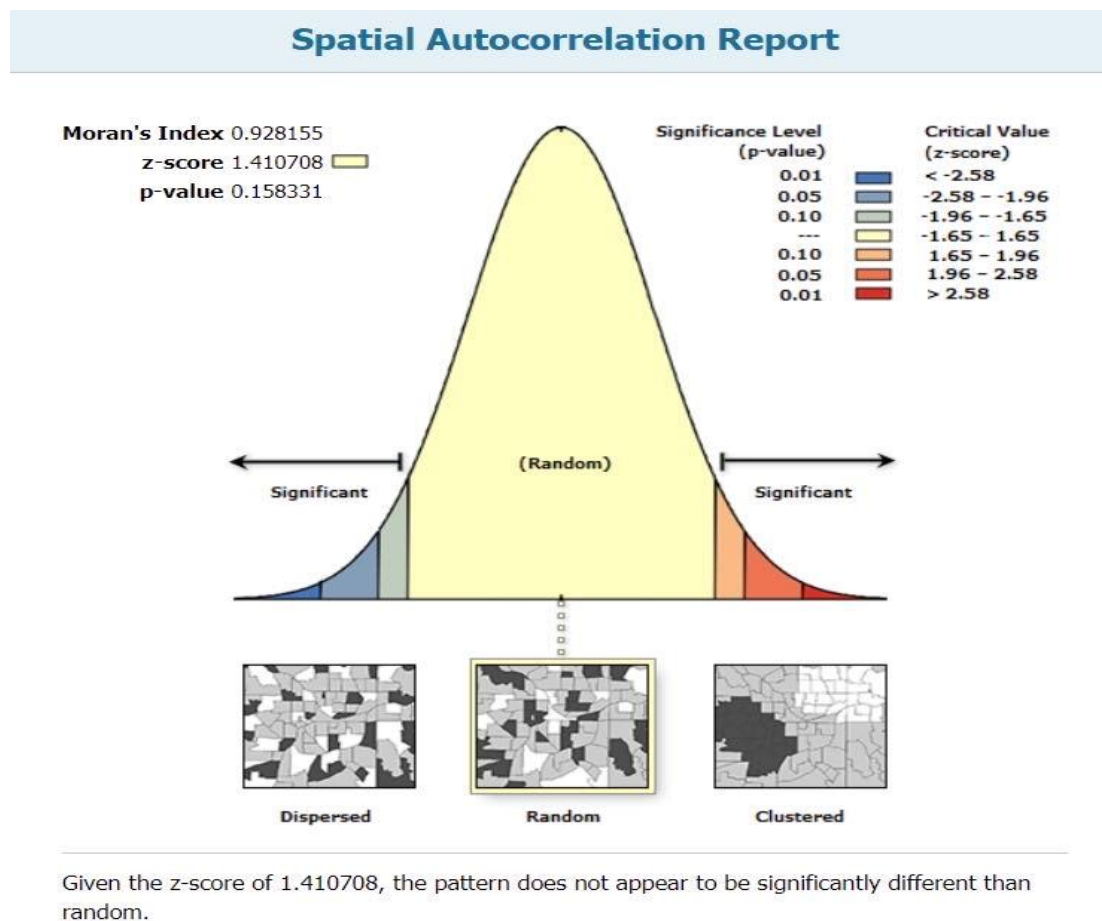 Spatial Autocorrelation Report
Moran's Index 0.928155
z-score 1.410708
p-value 0.158331
Significance Level
(p-value)
Critical Value
(z-score)
0.01 < -2.58
0.05 -2.58 - -1.96
0.10 -1.96 - -1.65
--- -1.65 - 1.65
0.10 1.65 - 1.96
0.05 1.96 - 2.58
0.01 > 2.58
(Random)
Significant
Significant
Dispersed
Random
Clustered
Given the z-score of 1.410708, the pattern does not appear to be significantly different than
random.